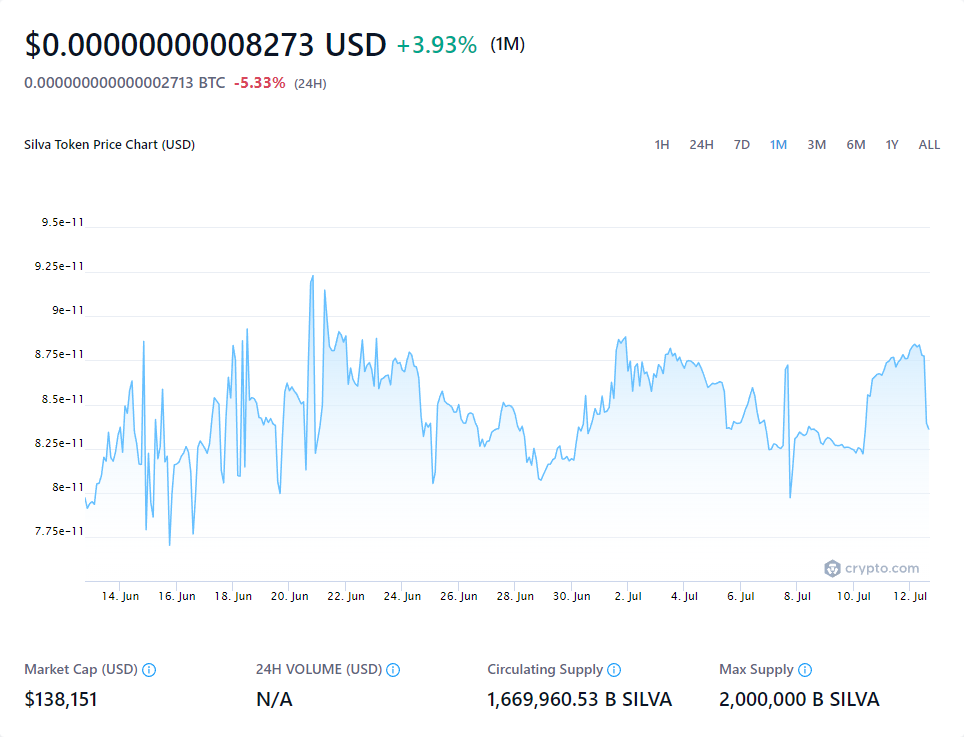 $0.00000000008273 USD +3.93% (1M)
0.000000000000002713 BTC -5.33% (24H)
Silva Token Price Chart (USD) 1H 24H 7D 1M 3M 6M 1Y ALL
9.5e-11
9.25e-11
9e-11
8.75e-11
8.5e-11
8.25e-11
8e-11
7.75e-11
crypto.com
14. Jun 16. Jun 18. Jun 20. Jun 22. Jun 24. Jun 26. Jun 28. Jun 30. Jun 2. Jul 4. Jul 6. Jul 8. Jul 10. Jul 12. Jul
Market Cap (USD) 24H VOLUME (USD) Circulating Supply Max Supply
$138,151 N/A 1,669,960.53 B SILVA 2,000,000 B SILVA